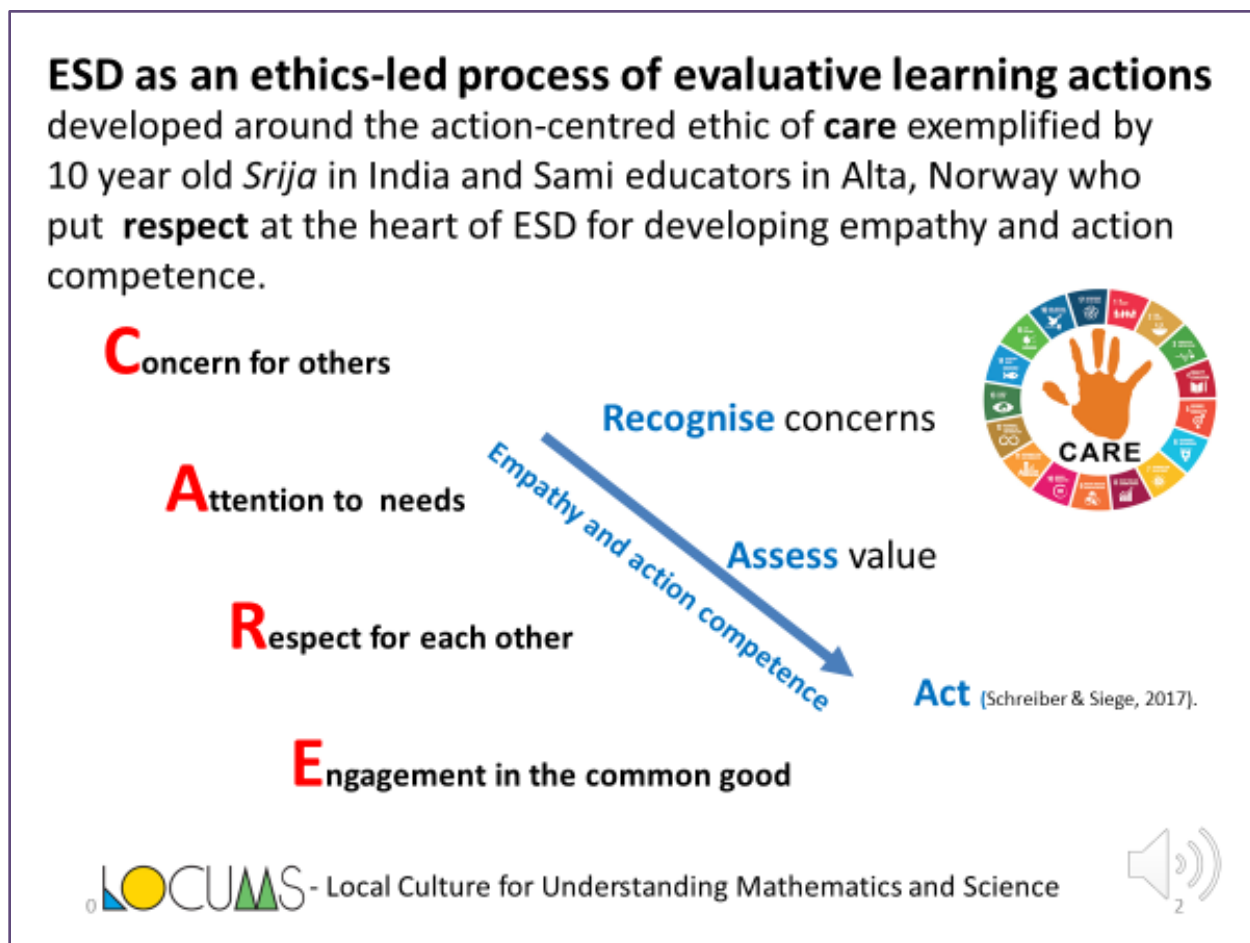 ESD as an ethics-led process of evaluative learning actions
developed around the action-centred ethic of care exemplified by
10 year old Srija in India and Sami educators in Alta, Norway who
put respect at the heart of ESD for developing empathy and action
competence.
Concern for others
Recognise concerns
Attention to needs
Empathy and action competence
Assess value
Respect for each other
Act (Schreiber & Siege, 2017).
Engagement in the common good
CARE
0 LOCUMS - Local Culture for Understanding Mathematics and Science
2